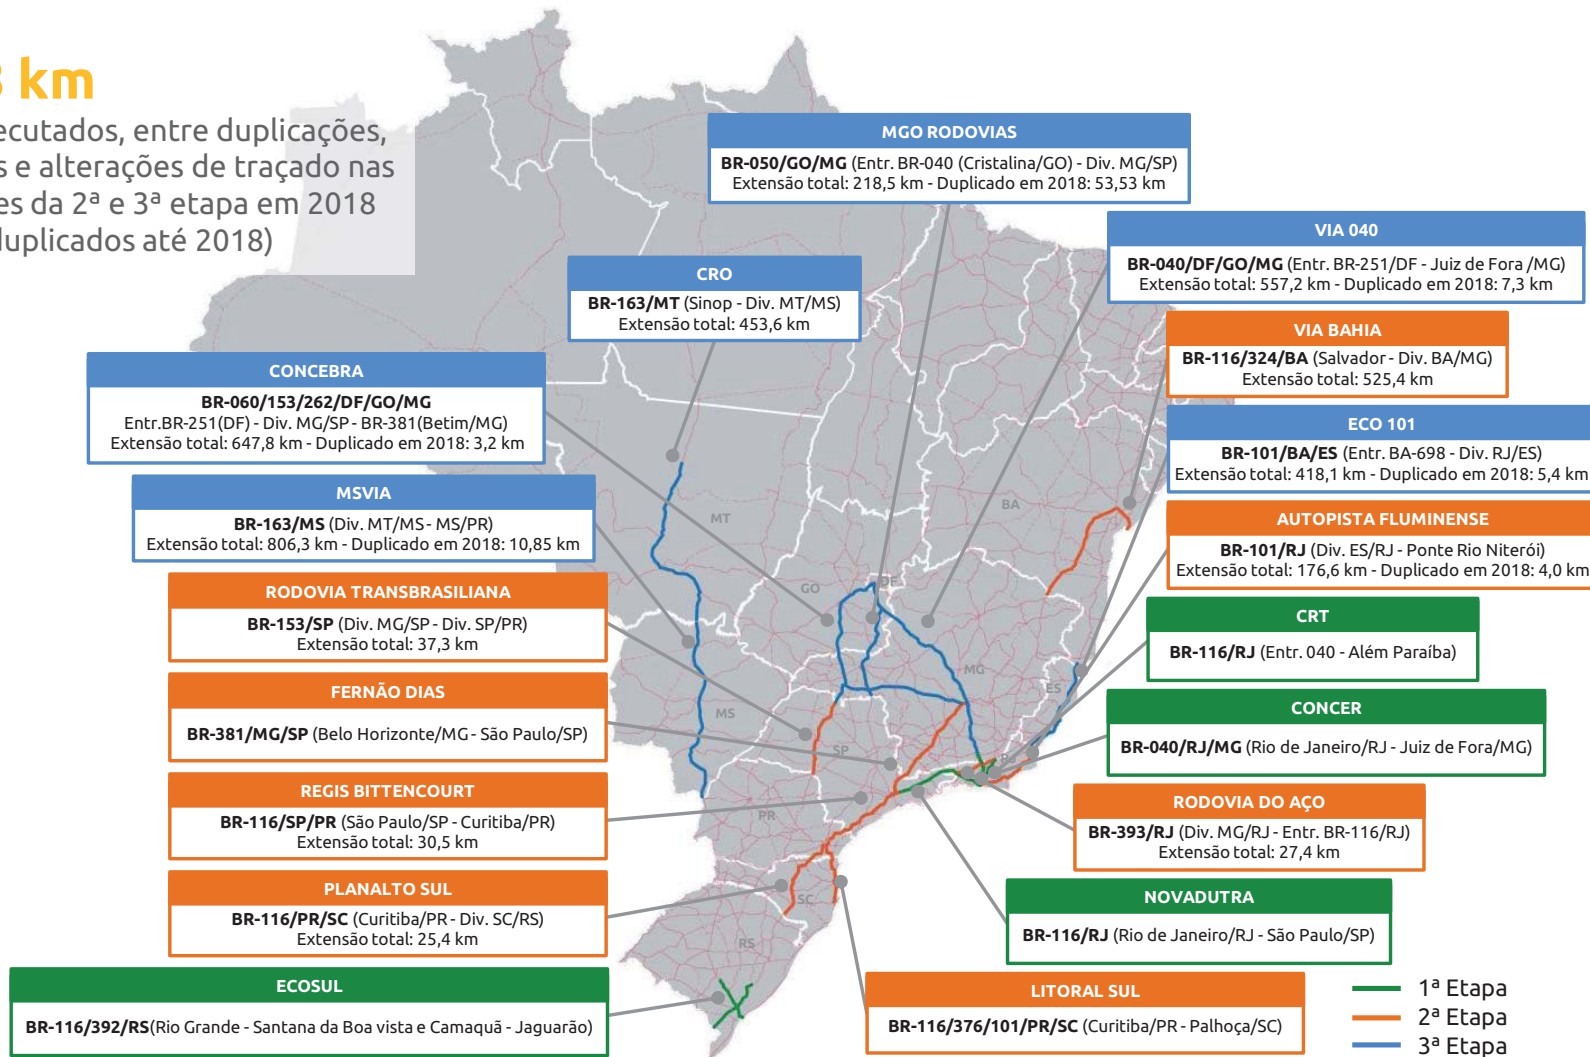 km
entre duplicações,
e alterações de traçado nas
da 2ª e 3ª etapa em 2018
duplicados até 2018)
MGO RODOVIAS
BR-050/GO/MG (Entr. BR-040 (Cristalina/GO) - Div. MG/SP)
Extensão total: 218,5 km - Duplicado em 2018: 53,53 km
VIA 040
BR-040/DF/GO/MG (Entr. BR-251/DF - Juiz de Fora /MG)
Extensão total: 557,2 km - Duplicado em 2018: 7,3 km
CRO
BR-163/MT (Sinop - Div. MT/MS)
Extensão total: 453,6 km
VIA BAHIA
BR-116/324/BA (Salvador - Div. BA/MG)
Extensão total: 525,4 km
CONCEBRA
BR-060/153/262/DF/GO/MG
Entr.BR-251(DF) - Div. MG/SP - BR-381(Betim/MG)
Extensão total: 647,8 km - Duplicado em 2018: 3,2 km
ECO 101
BR-101/BA/ES (Entr. BA-698 - Div. RJ/ES)
Extensão total: 418,1 km - Duplicado em 2018: 5,4 km
MSVIA
BR-163/MS (Div. MT/MS - MS/PR)
Extensão total: 806,3 km - Duplicado em 2018: 10,85 km
AUTOPISTA FLUMINENSE
BR-101/RJ (Div. ES/RJ - Ponte Rio Niterói)
Extensão total: 176,6 km - Duplicado em 2018: 4,0 km
RODOVIA TRANSBRASILIANA
BR-153/SP (Div. MG/SP - Div. SP/PR)
Extensão total: 37,3 km
CRT
BR-116/RJ (Entr. 040 - Além Paraíba)
FERNÃO DIAS
BR-381/MG/SP (Belo Horizonte/MG - São Paulo/SP)
CONCER
BR-040/RJ/MG (Rio de Janeiro/RJ - Juiz de Fora/MG)
REGIS BITTENCOURT
BR-116/SP/PR (São Paulo/SP - Curitiba/PR)
Extensão total: 30,5 km
RODOVIA DO AÇO
BR-393/RJ (Div. MG/RJ - Entr. BR-116/RJ)
Extensão total: 27,4 km
PLANALTO SUL
BR-116/PR/SC (Curitiba/PR - Div. SC/RS)
Extensão total: 25,4 km
NOVADUTRA
BR-116/RJ (Rio de Janeiro/RJ - São Paulo/SP)
ECOSUL
BR-116/392/RS(Rio Grande - Santana da Boa vista e Camaquã - Jaguarão)
LITORAL SUL
BR-116/376/101/PR/SC (Curitiba/PR - Palhoça/SC)
MT
BA
GO
DF
MG
ES
MS
SP
PR
SC
RS
1ª Etapa
2ª Etapa
3ª Etapa